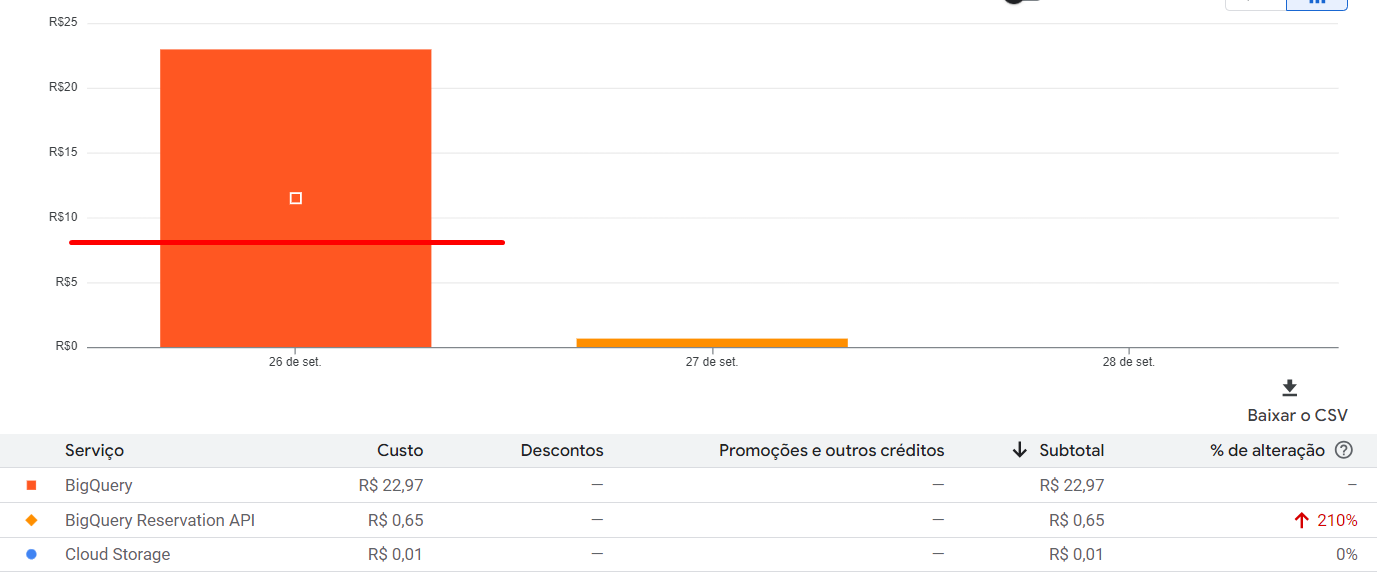 R$25
R$20
R$15
R$10
R$5
R$0
26 de set. 27 de set. 28 de set.
Baixar o CSV
Serviço Custo Descontos Promoções e outros créditos Subtotal % de alteração
BigQuery R$ 22,97 — — R$ 22,97 –
BigQuery Reservation API R$ 0,65 — — R$ 0,65 210%
Cloud Storage R$ 0,01 — — R$ 0,01 0%